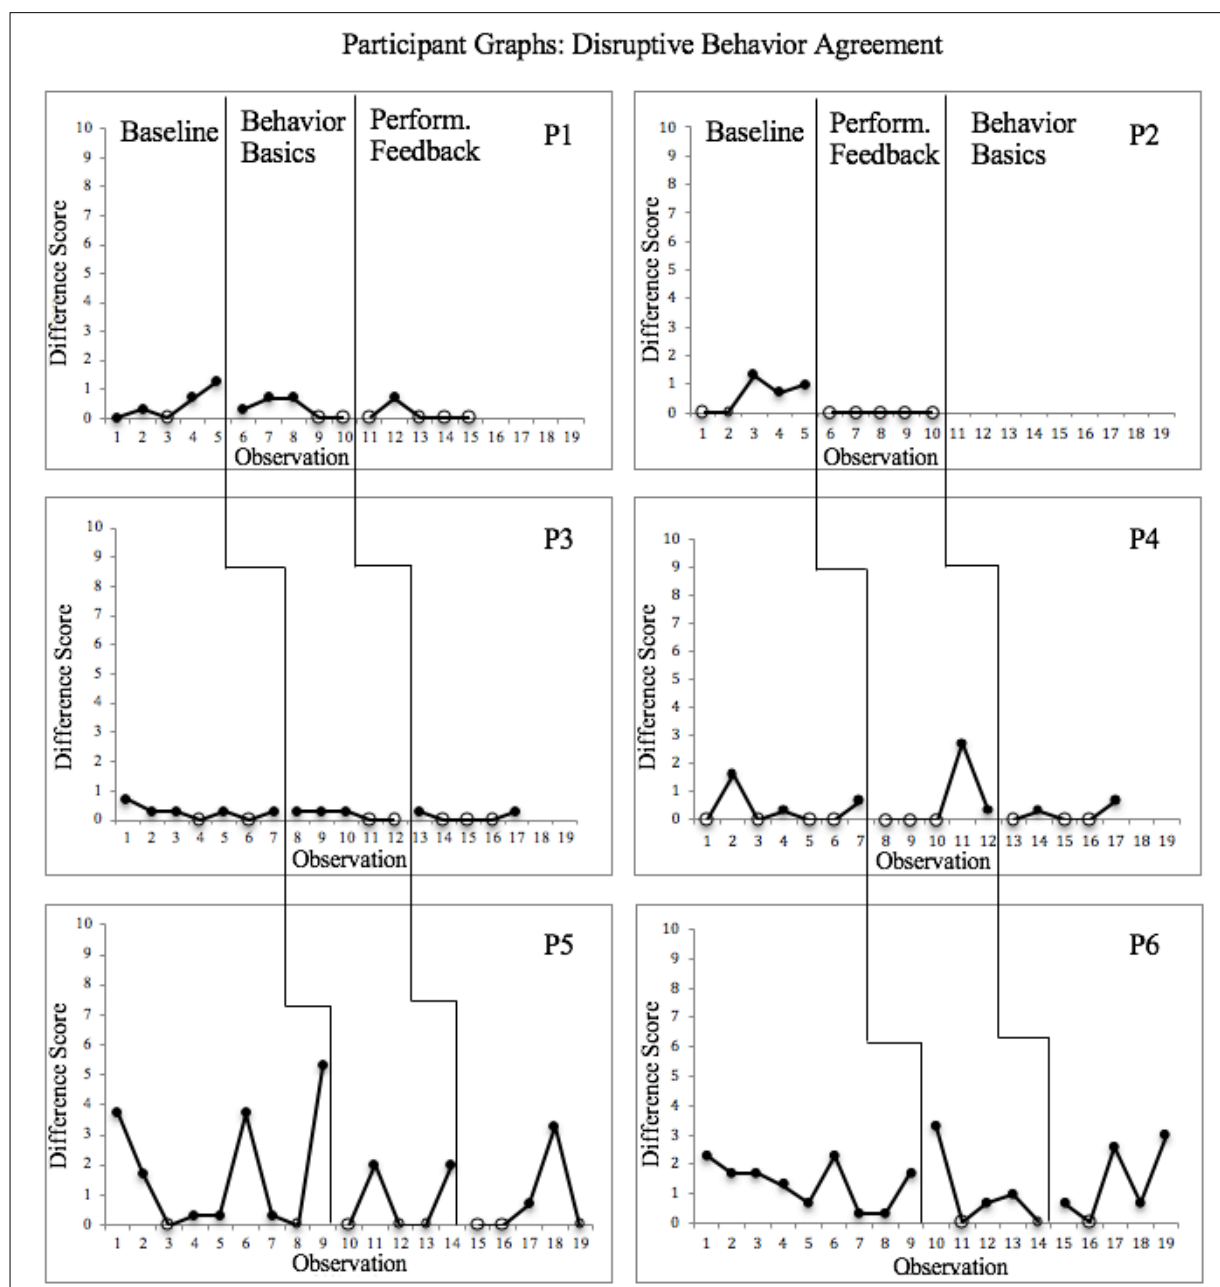 Participant Graphs: Disruptive Behavior Agreement
Baseline
Behavior
Basics
Perform.
Feedback
P1
10
9
8
7
6
5
4
3
2
1
0
Difference Score
1 2 3 4 5 6 7 8 9 10 11 12 13 14 15 16 17 18 19
Observation
Baseline
Perform.
Feedback
Behavior
Basics
P2
10
9
8
7
6
5
4
3
2
1
0
Difference Score
1 2 3 4 5 6 7 8 9 10 11 12 13 14 15 16 17 18 19
Observation
P3
10
9
8
7
6
5
4
3
2
1
0
Difference Score
1 2 3 4 5 6 7 8 9 10 11 12 13 14 15 16 17 18 19
Observation
P4
10
9
8
7
6
5
4
3
2
1
0
Difference Score
1 2 3 4 5 6 7 8 9 10 11 12 13 14 15 16 17 18 19
Observation
P5
10
9
8
7
6
5
4
3
2
1
0
Difference Score
1 2 3 4 5 6 7 8 9 10 11 12 13 14 15 16 17 18 19
Observation
P6
10
9
8
7
6
5
4
3
2
1
0
Difference Score
1 2 3 4 5 6 7 8 9 10 11 12 13 14 15 16 17 18 19
Observation